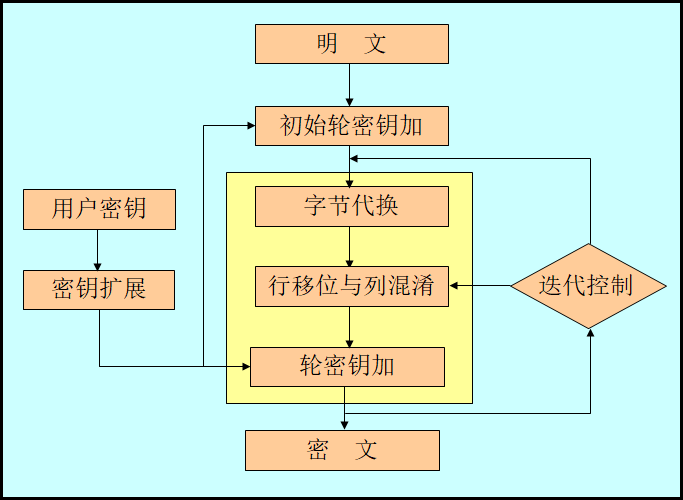 明 文
初始轮密钥加
用户密钥
字节代换
密钥扩展
行移位与列混淆
迭代控制
轮密钥加
密 文